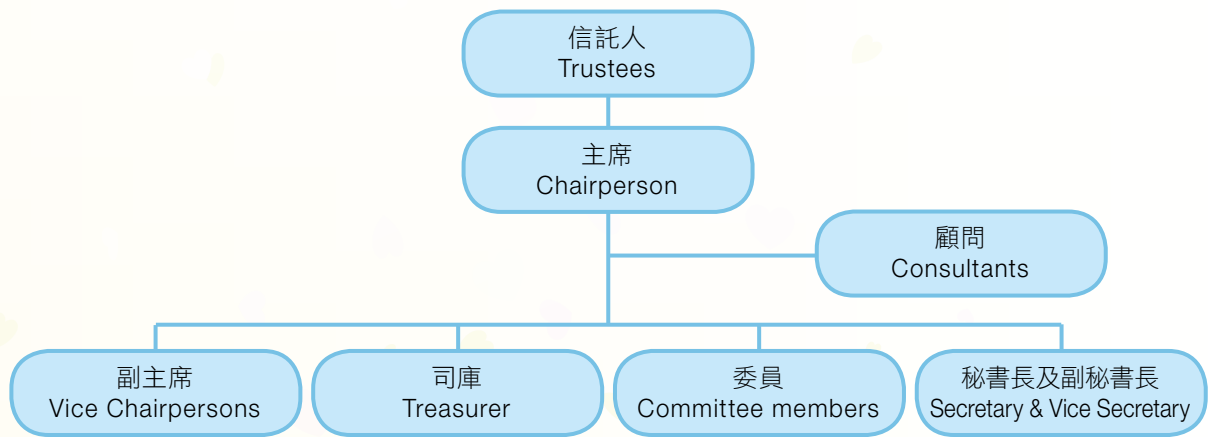 信託人
Trustees
主席
Chairperson
顧問
Consultants
副主席
Vice Chairpersons
司庫
Treasurer
委員
Committee members
秘書長及副秘書長
Secretary & Vice Secretary